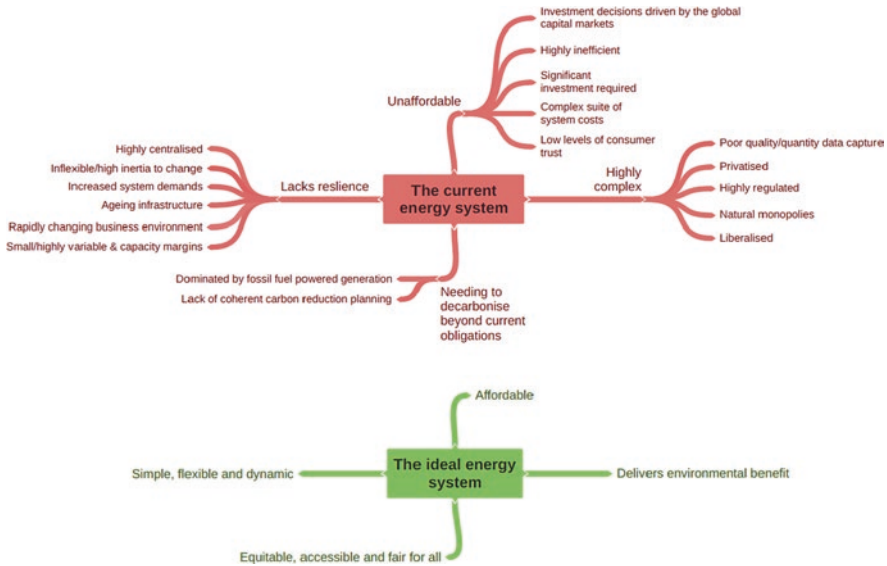 Investment decisions driven by the global
capital markets
Highly inefficient
Significant
investment required
Complex suite of
system costs
Low levels of consumer
trust
Unaffordable
Highly centralised
Inflexible/high inertia to change
Increased system demands
Ageing infrastructure
Rapidly changing business environment
Small/highly variable & capacity margins
Lacks reslience
The current
energy system
Highly
complex
Poor quality/quantity data capture
Privatised
Highly regulated
Natural monopolies
Liberalised
Dominated by fossil fuel powered generation
Lack of coherent carbon reduction planning
Needing to
decarbonise
beyond current
obligations
Affordable
Simple, flexible and dynamic
The ideal energy
system
Delivers environmental benefit
Equitable, accessible and fair for all